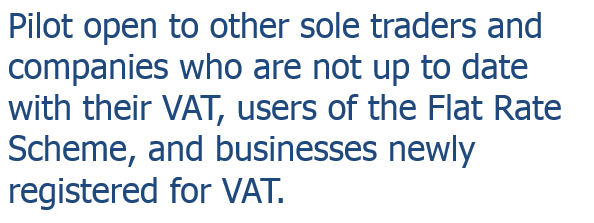 Pilot open to other sole traders and
companies who are not up to date
with their VAT, users of the Flat Rate
Scheme, and businesses newly
registered for VAT.